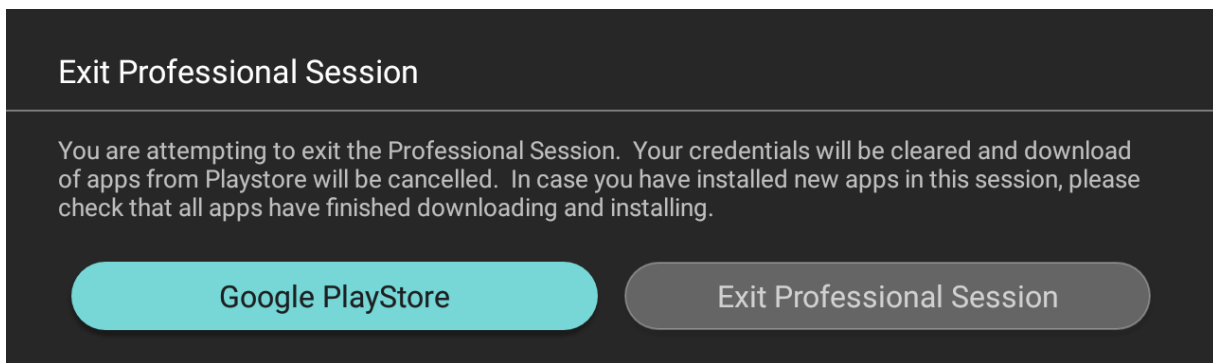 Exit Professional Session
You are attempting to exit the Professional Session.  Your credentials will be cleared and download
of apps from Playstore will be cancelled.  In case you have installed new apps in this session, please
check that all apps have finished downloading and installing.
Google PlayStore
Exit Professional Session